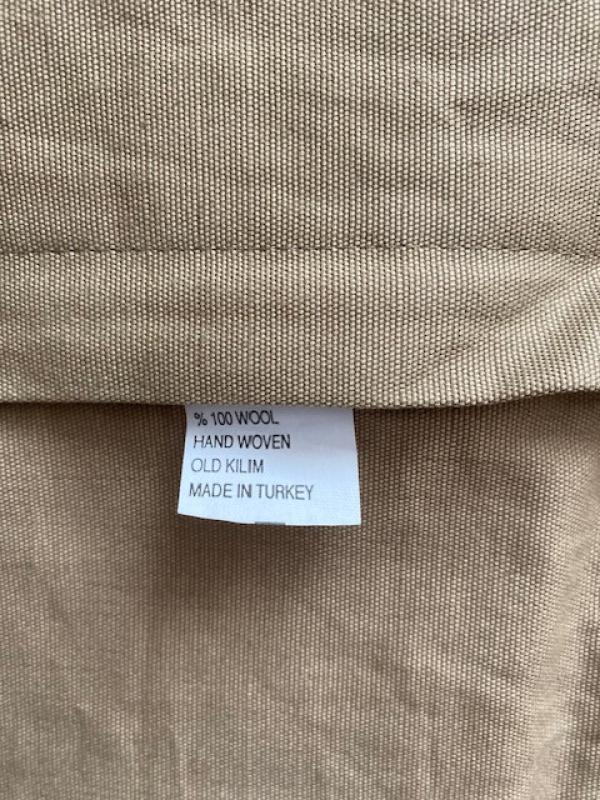 % 100 WOOL
HAND WOVEN
OLD KILIM
MADE IN TURKEY